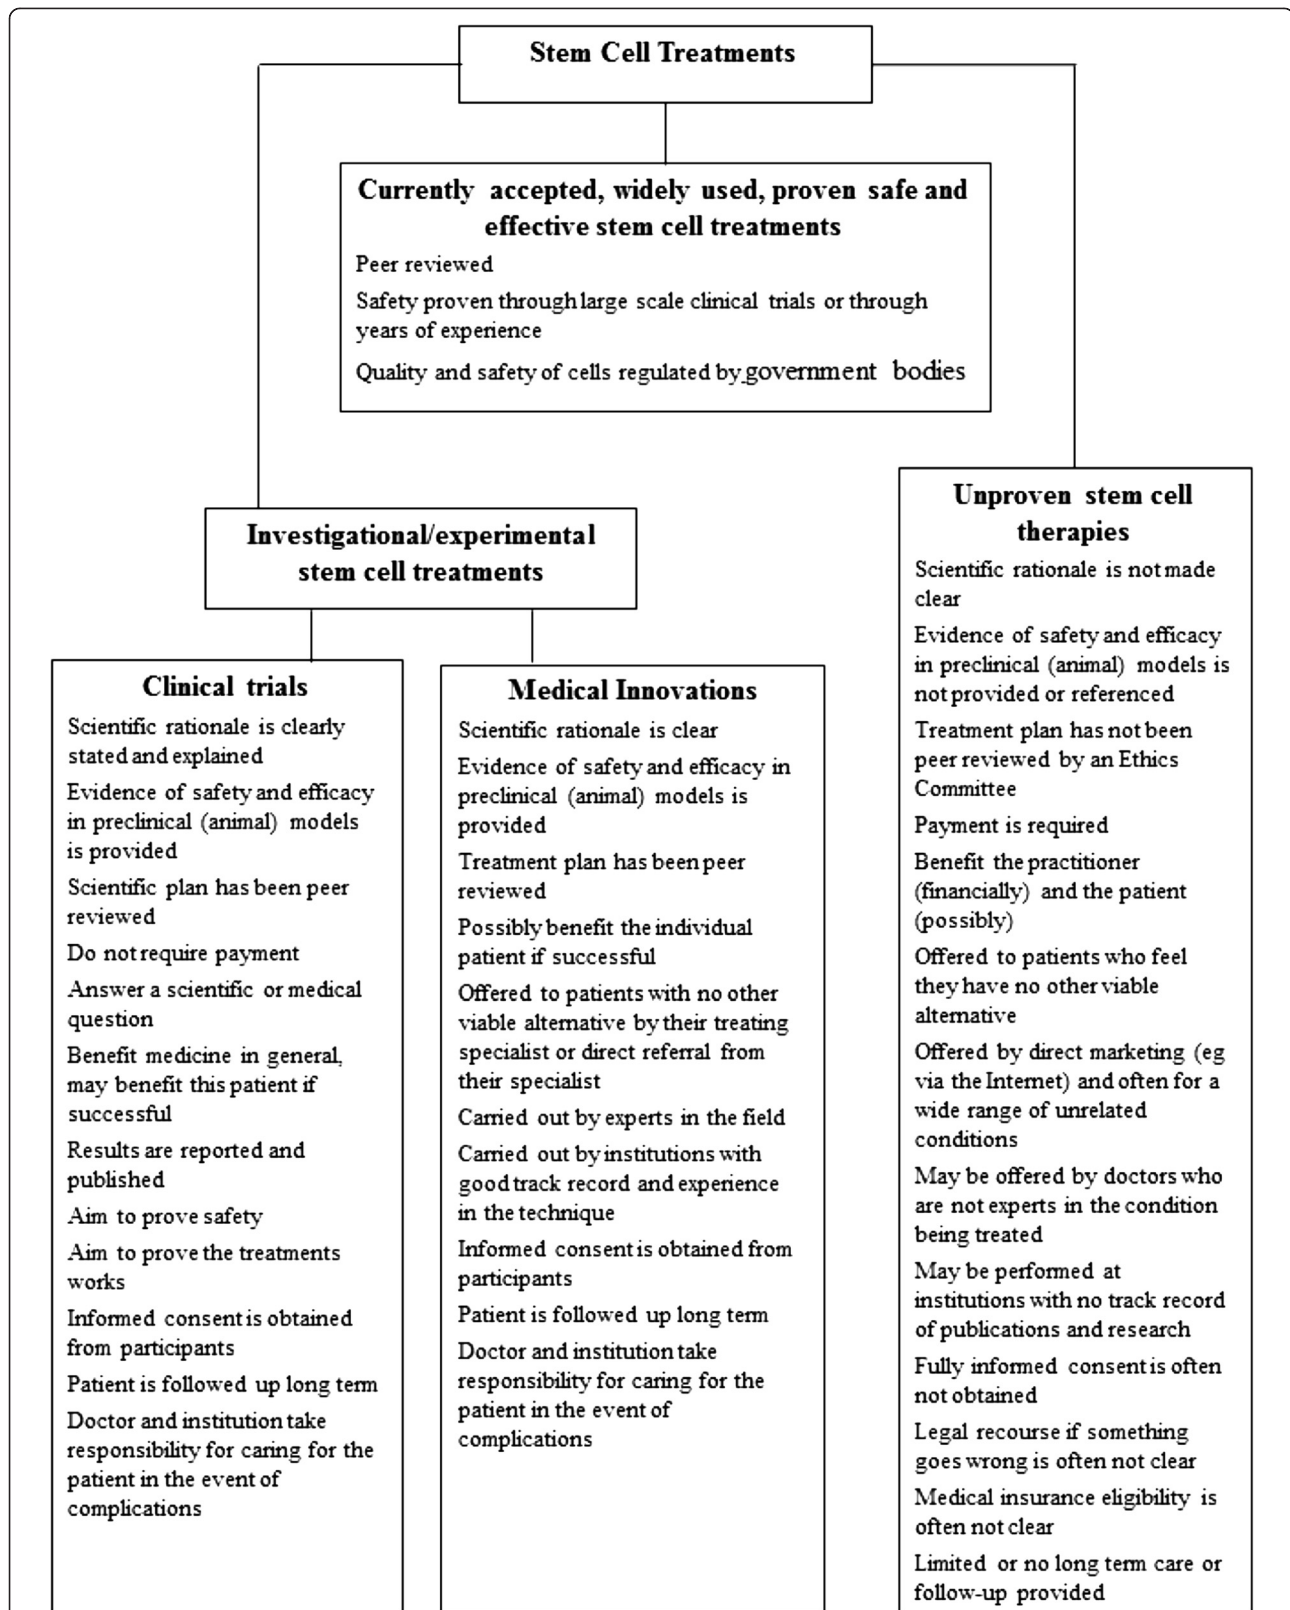 Stem Cell Treatments
Currently accepted, widely used, proven safe and
effective stem cell treatments
Peer reviewed
Safety proven through large scale clinical trials or through
years of experience
Quality and safety of cells regulated by government bodies
Investigational/experimental
stem cell treatments
Clinical trials
Scientific rationale is clearly
stated and explained
Evidence of safety and efficacy
in preclinical (animal) models
is provided
Scientific plan has been peer
reviewed
Do not require payment
Answer a scientific or medical
question
Benefit medicine in general,
may benefit this patient if
successful
Results are reported and
published
Aim to prove safety
Aim to prove the treatments
works
Informed consent is obtained
from participants
Patient is followed up long term
Doctor and institution take
responsibility for caring for the
patient in the event of
complications
Medical Innovations
Scientific rationale is clear
Evidence of safety and efficacy in
preclinical (animal) models is
provided
Treatment plan has been peer
reviewed
Possibly benefit the individual
patient if successful
Offered to patients with no other
viable alternative by their treating
specialist or direct referral from
their specialist
Carried out by experts in the field
Carried out by institutions with
good track record and experience
in the technique
Informed consent is obtained from
participants
Patient is followed up long term
Doctor and institution take
responsibility for caring for the
patient in the event of
complications
Unproven stem cell
therapies
Scientific rationale is not made
clear
Evidence of safety and efficacy
in preclinical (animal) models is
not provided or referenced
Treatment plan has not been
peer reviewed by an Ethics
Committee
Payment is required
Benefit the practitioner
(financially) and the patient
(possibly)
Offered to patients who feel
they have no other viable
alternative
Offered by direct marketing (eg
via the Internet) and often for a
wide range of unrelated
conditions
May be offered by doctors who
are not experts in the condition
being treated
May be performed at
institutions with no track record
of publications and research
Fully informed consent is often
not obtained
Legal recourse if something
goes wrong is often not clear
Medical insurance eligibility is
often not clear
Limited or no long term care or
follow-up provided